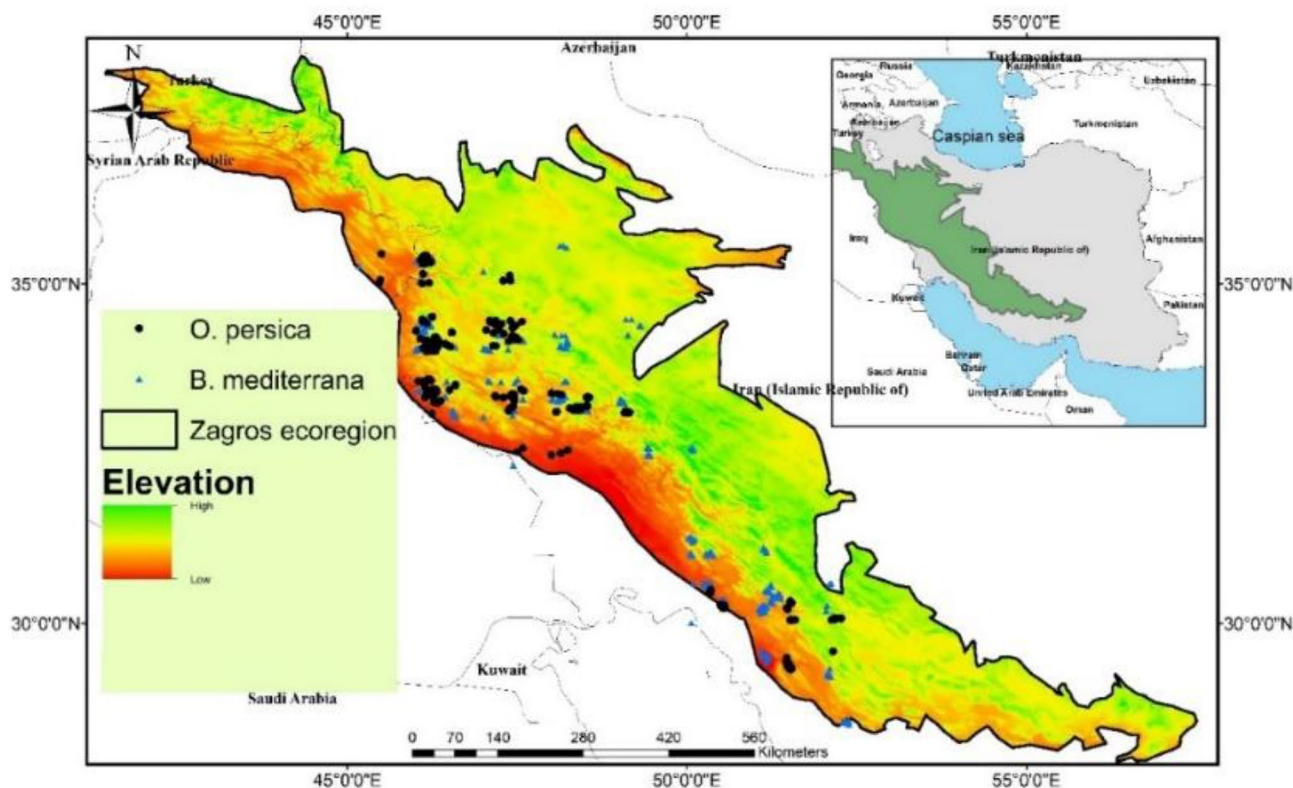 45°0'0"E 50°0'0"E 55°0'0"E
N
Turkey
Azerbaijan
Turkmenistan
Syrian Arab Republic
Russia
Georgia
Kazakhstan
Uzbekistan
Armenia
Azerbaijan
Azerbaijan
Turkey
Caspian sea
Turkmenistan
Iraq
Iran (Islamic Republic of)
Afghanistan
Kuwait
Pakistan
Bahrain
Qatar
Saudi Arabia
United Arab Emirates
Oman
35°0'0"N 35°0'0"N
O. persica
B. mediterrana
Zagros ecoregion
Elevation
High
Low
Iran (Islamic Republic of)
30°0'0"N 30°0'0"N
Kuwait
Saudi Arabia
0 70 140 280 420 560
Kilometers
45°0'0"E 50°0'0"E 55°0'0"E